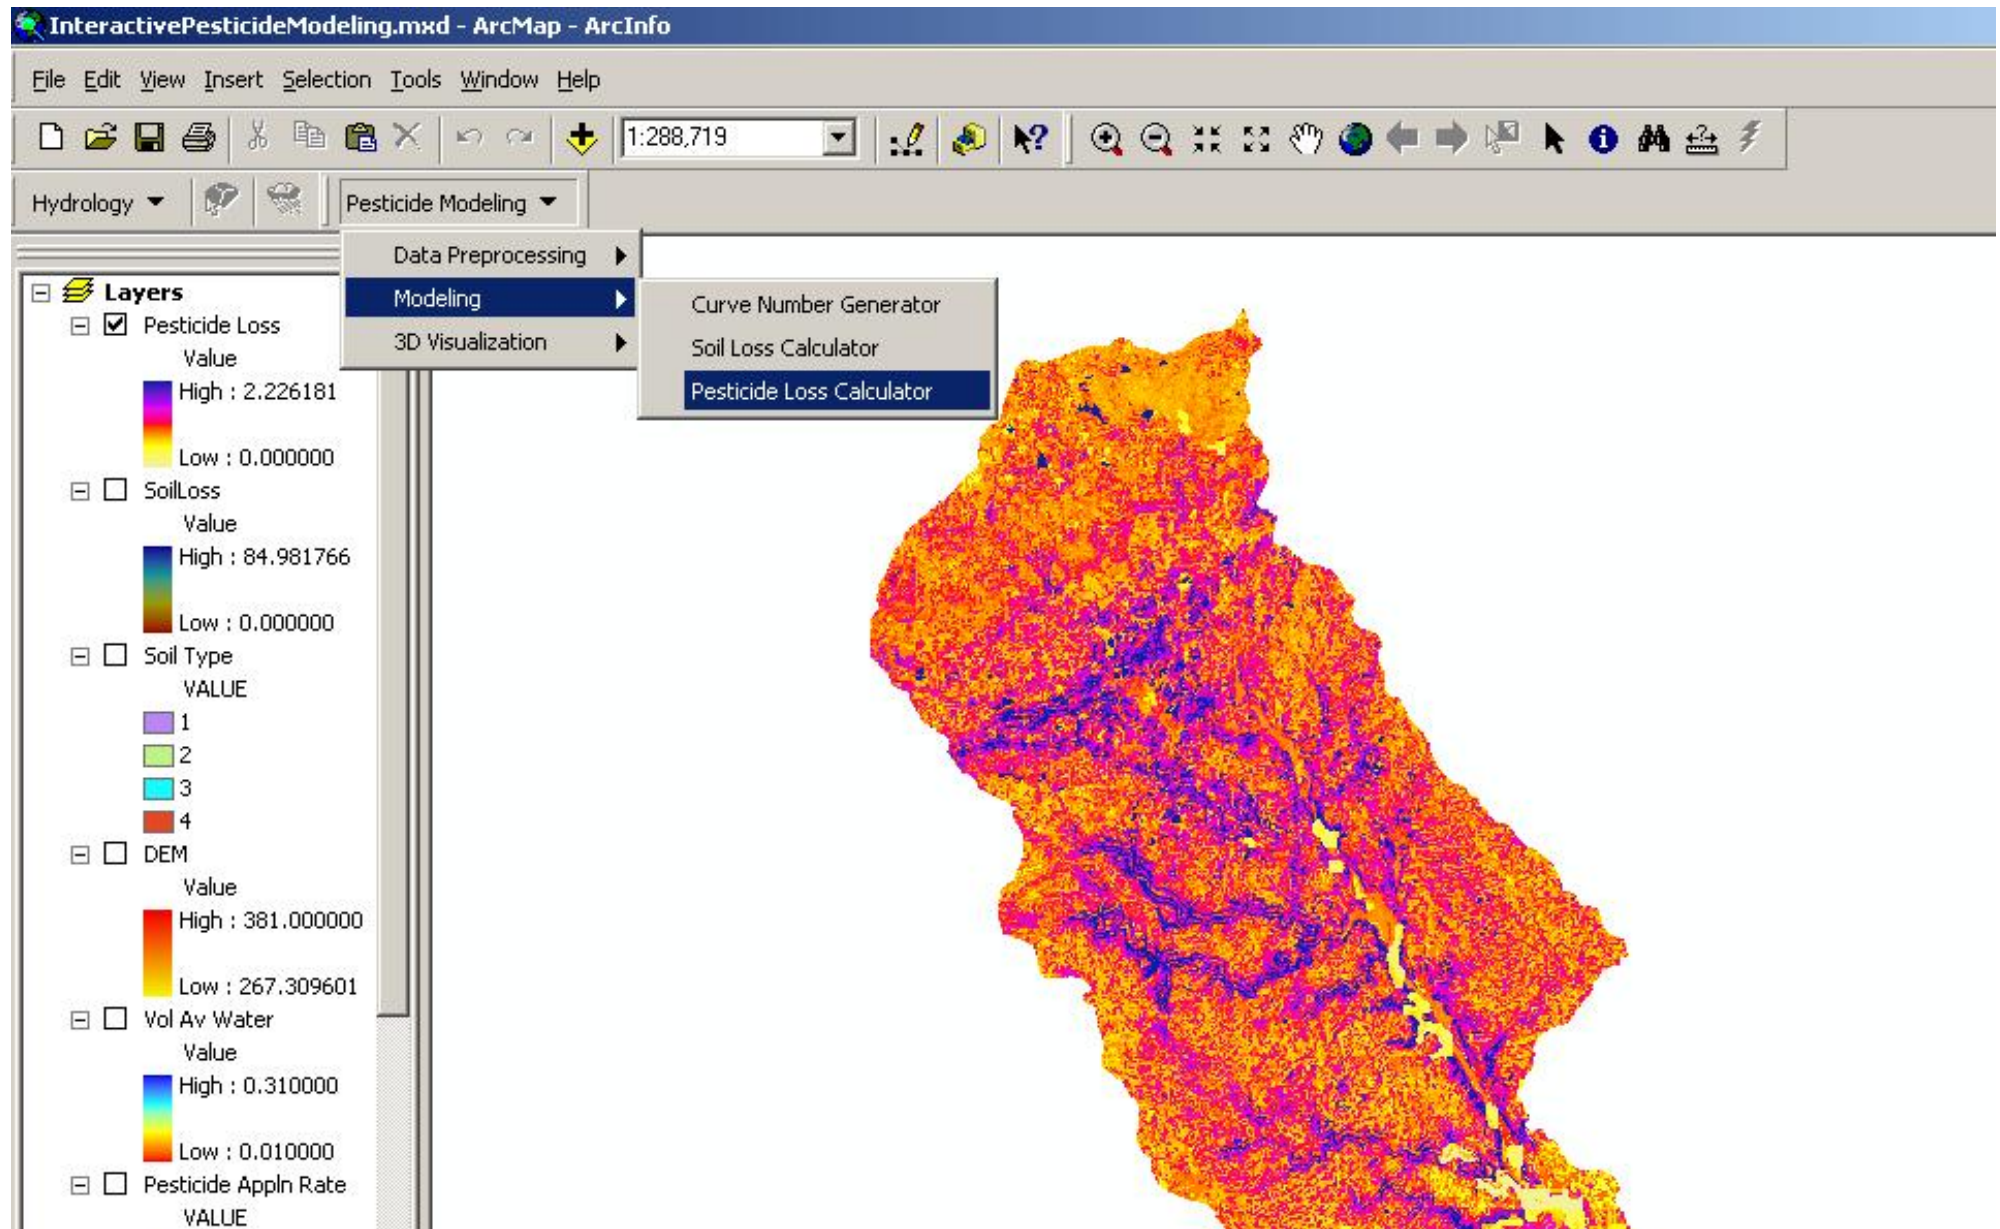 InteractivePesticideModeling.mxd - ArcMap - ArcInfo
File Edit View Insert Selection Tools Window Help
1:288,719
Hydrology Pesticide Modeling
Data Preprocessing
Modeling
3D Visualization
Curve Number Generator
Soil Loss Calculator
Pesticide Loss Calculator
Layers
Pesticide Loss
Value
High : 2.226181
Low : 0.000000
SoilLoss
Value
High : 84.981766
Low : 0.000000
Soil Type
VALUE
1
2
3
4
DEM
Value
High : 381.000000
Low : 267.309601
Vol Av Water
Value
High : 0.310000
Low : 0.010000
Pesticide Appln Rate
VALUE